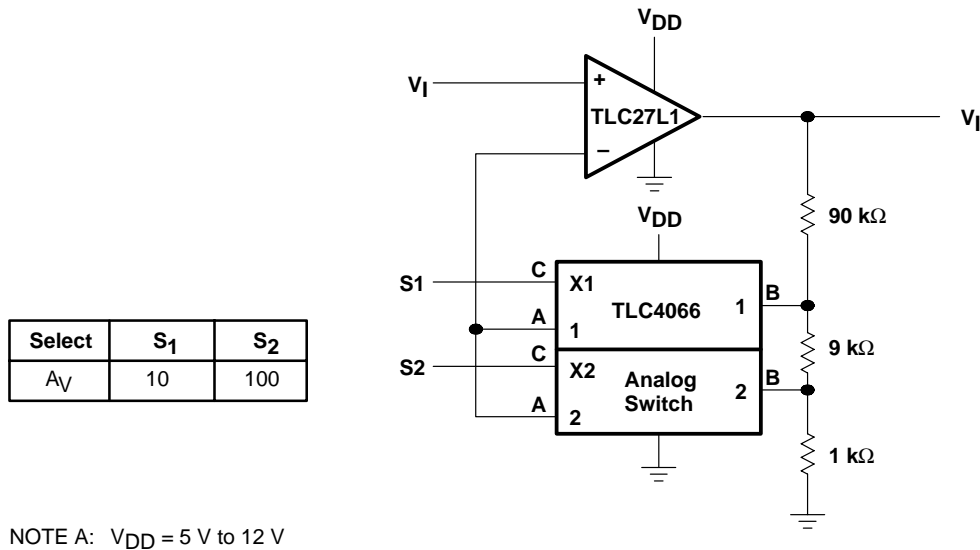 VDD
VI
+
TLC27L1
VI
−
90 kΩ
VDD
S1
C
X1
TLC4066
1
B
A
1
9 kΩ
S2
C
X2
Analog
Switch
2
B
A
2
1 kΩ
Select S1 S2
AV 10 100
NOTE A: VDD = 5 V to 12 V